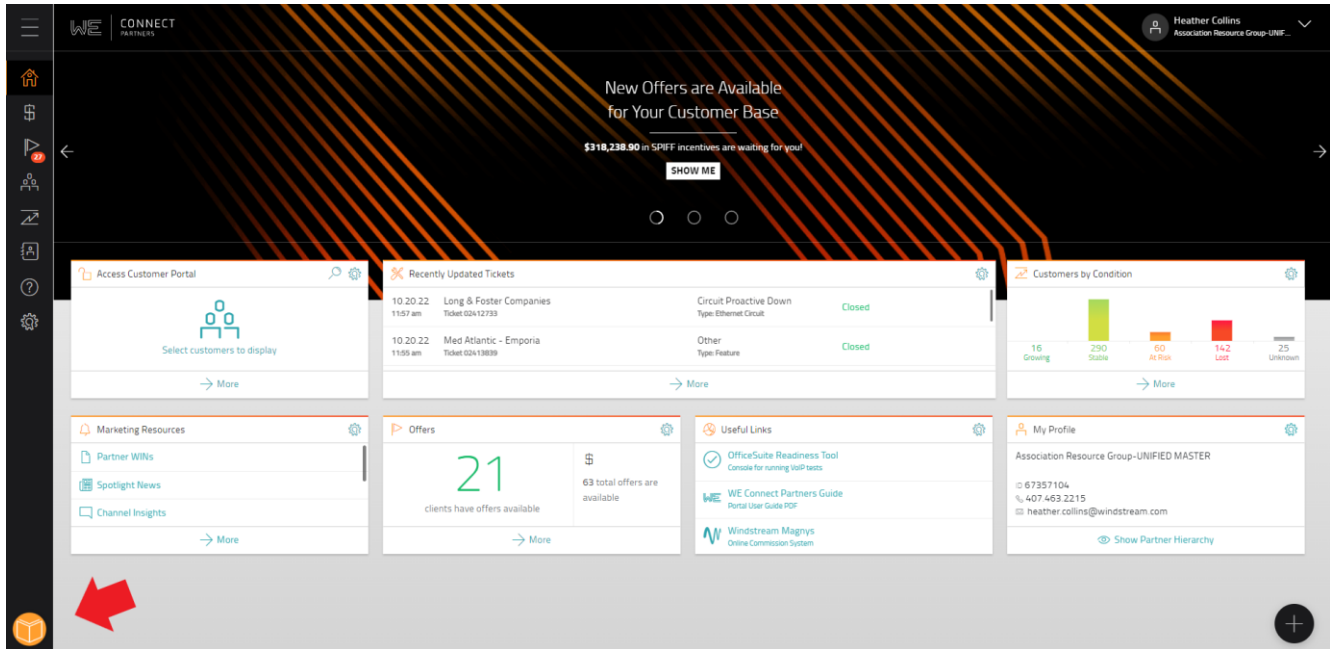 WE CONNECT
PARTNERS
Heather Collins
Association Resource Group-UNIF...
27
New Offers are Available
for Your Customer Base
$318,238.90 in SPIFF incentives are waiting for you!
SHOW ME
Access Customer Portal
Select customers to display
More
Recently Updated Tickets
10.20.22 Long & Foster Companies Circuit Proactive Down Closed
11:57 am Ticket 02412733 Type: Ethernet Circuit
10.20.22 Med Atlantic - Emporia Other Closed
11:55 am Ticket 02413839 Type: Feature
More
Customers by Condition
16 290 60 142 25
Growing Stable At Risk Lost Unknown
More
Marketing Resources
Partner WINs
Spotlight News
Channel Insights
More
Offers
21
clients have offers available
63 total offers are
available
More
Useful Links
OfficeSuite Readiness Tool
Console for running VoIP tests
WE WE Connect Partners Guide
Portal User Guide PDF
Windstream Magnys
Online Commission System
My Profile
Association Resource Group-UNIFIED MASTER
67357104
407.463.2215
heather.collins@windstream.com
Show Partner Hierarchy